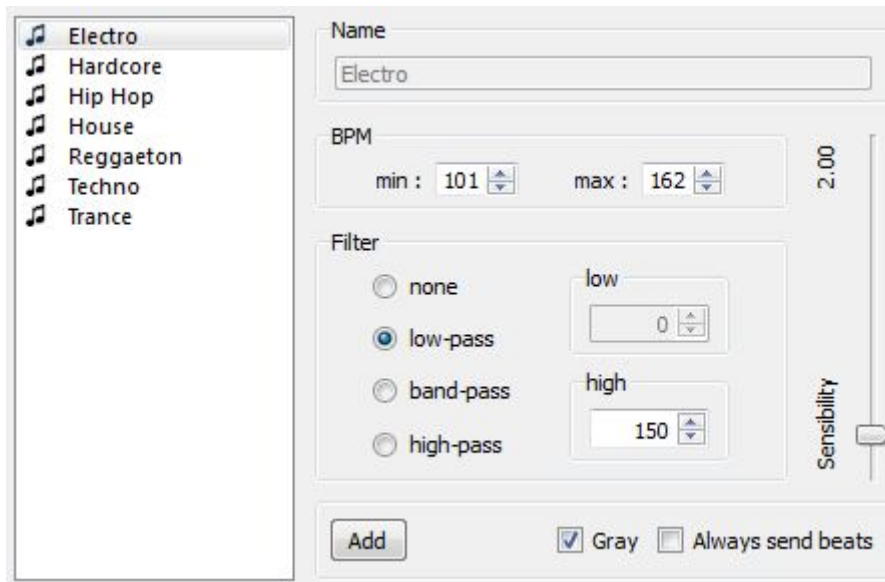 Electro
Hardcore
Hip Hop
House
Reggaeton
Techno
Trance
Name
Electro
BPM
min : 101
max : 162
2.00
Filter
none
low-pass
band-pass
high-pass
low
0
high
150
Sensibility
Add
Gray
Always send beats